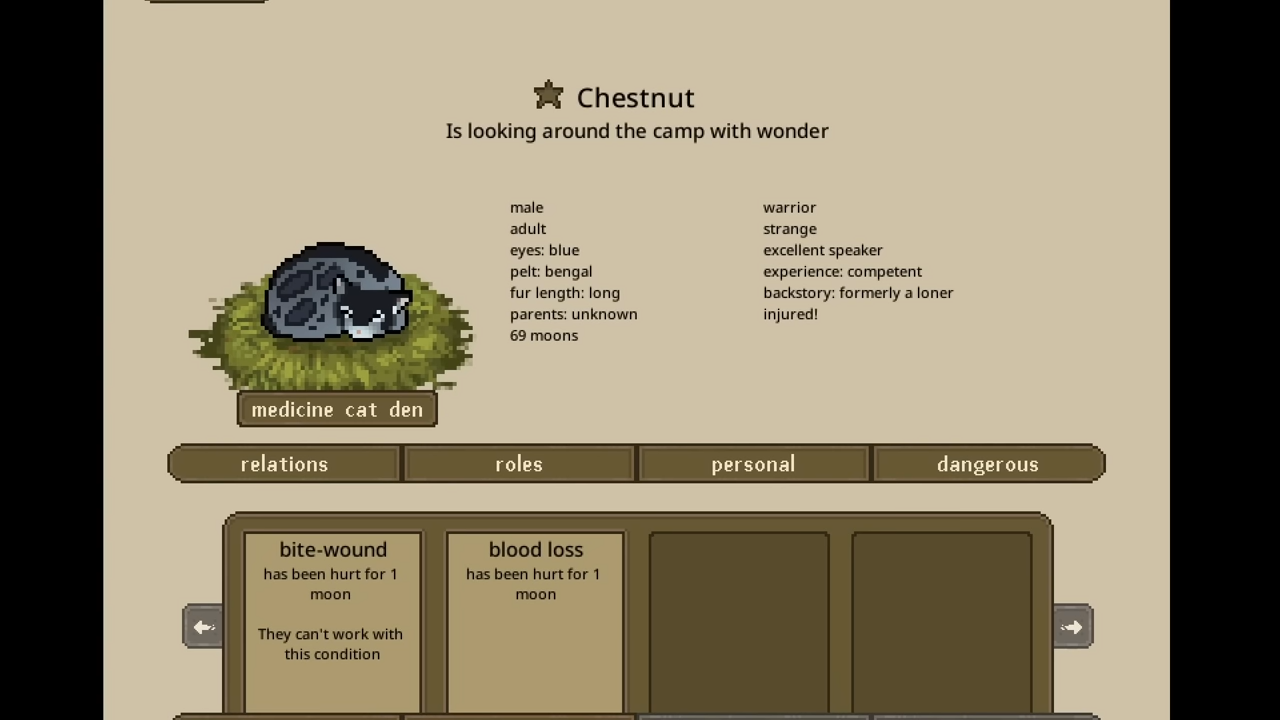 Chestnut
Is looking around the camp with wonder
male
adult
eyes: blue
pelt: bengal
fur length: long
parents: unknown
69 moons
warrior
strange
excellent speaker
experience: competent
backstory: formerly a loner
injured!
medicine cat den
relations
roles
personal
dangerous
bite-wound
has been hurt for 1
moon
They can't work with
this condition
blood loss
has been hurt for 1
moon